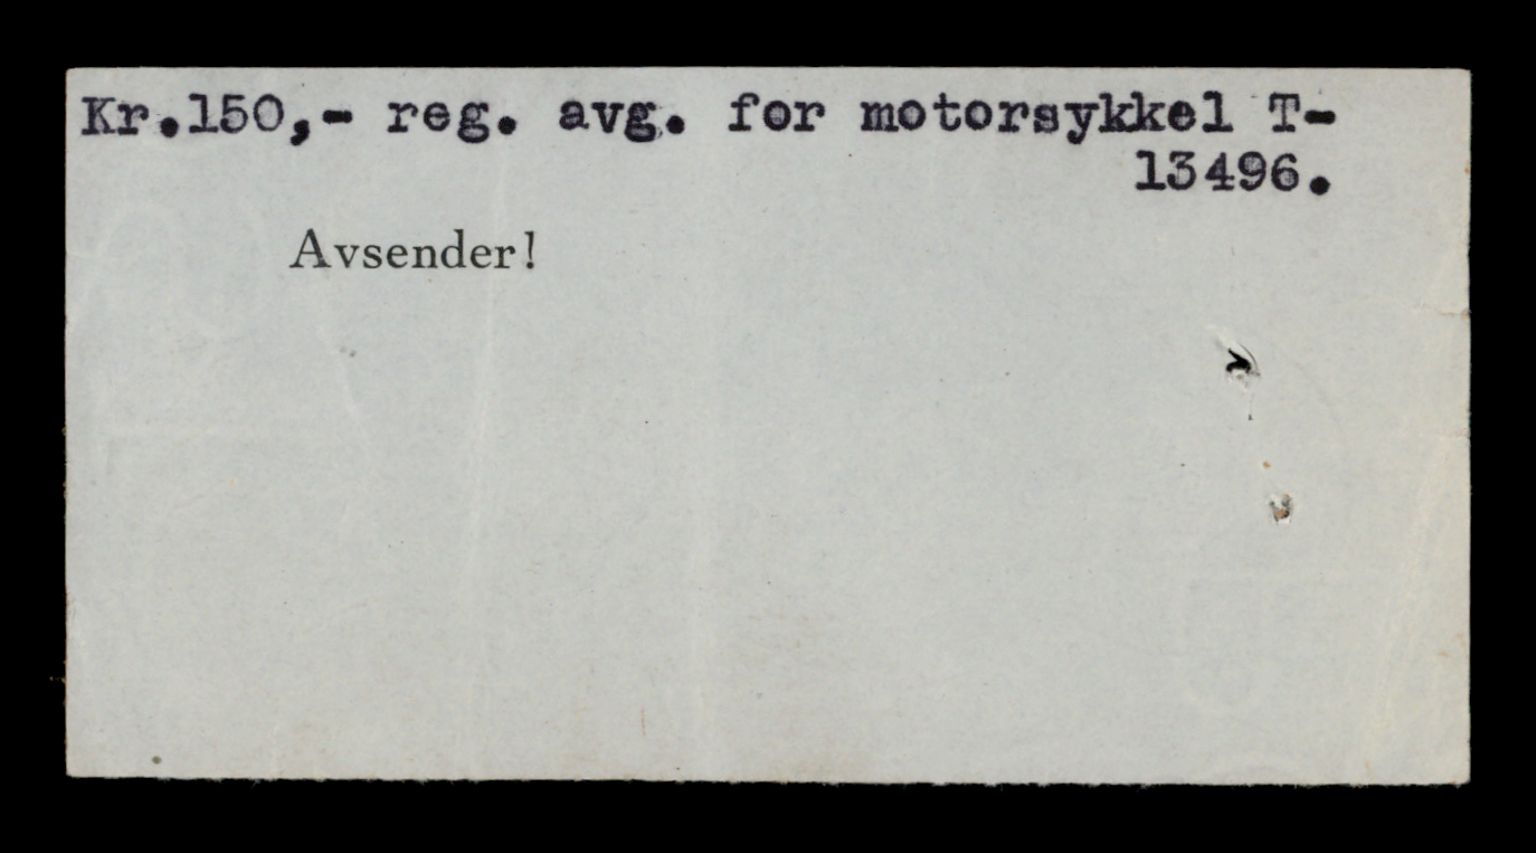 Kr.150,- reg. avg. for motorsykkel T-
13496.
Avsender!